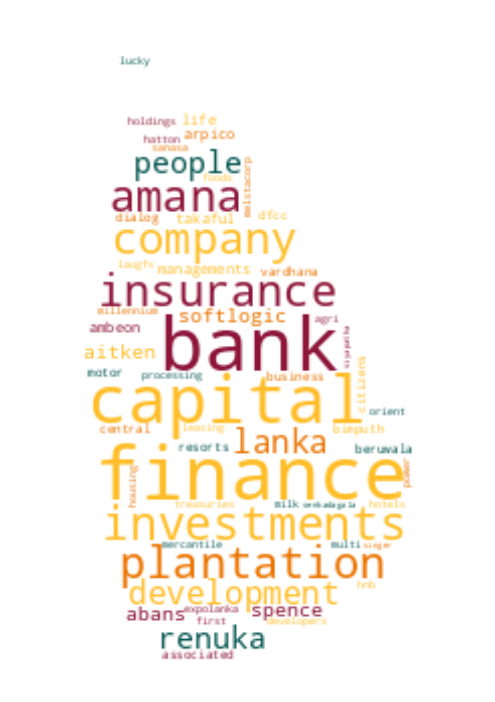 lucky
holdings life
hatton arpico
sanasa
people
foods
melstacorp
amana
dialog takaful dfcc
company
laugfs managements vardhana
insurance
millennium softlogic agri
ambeon bank
siyapatha
aitken
motor processing business
citizens
capital orient
central leasing bimputh
resorts lanka beruwala
finance
housing
power
treasuries milk seekadagala hotels
investments
mercantile multi singer
plantation
development hnb
abans expolanka spence
first developers
renuka
associated